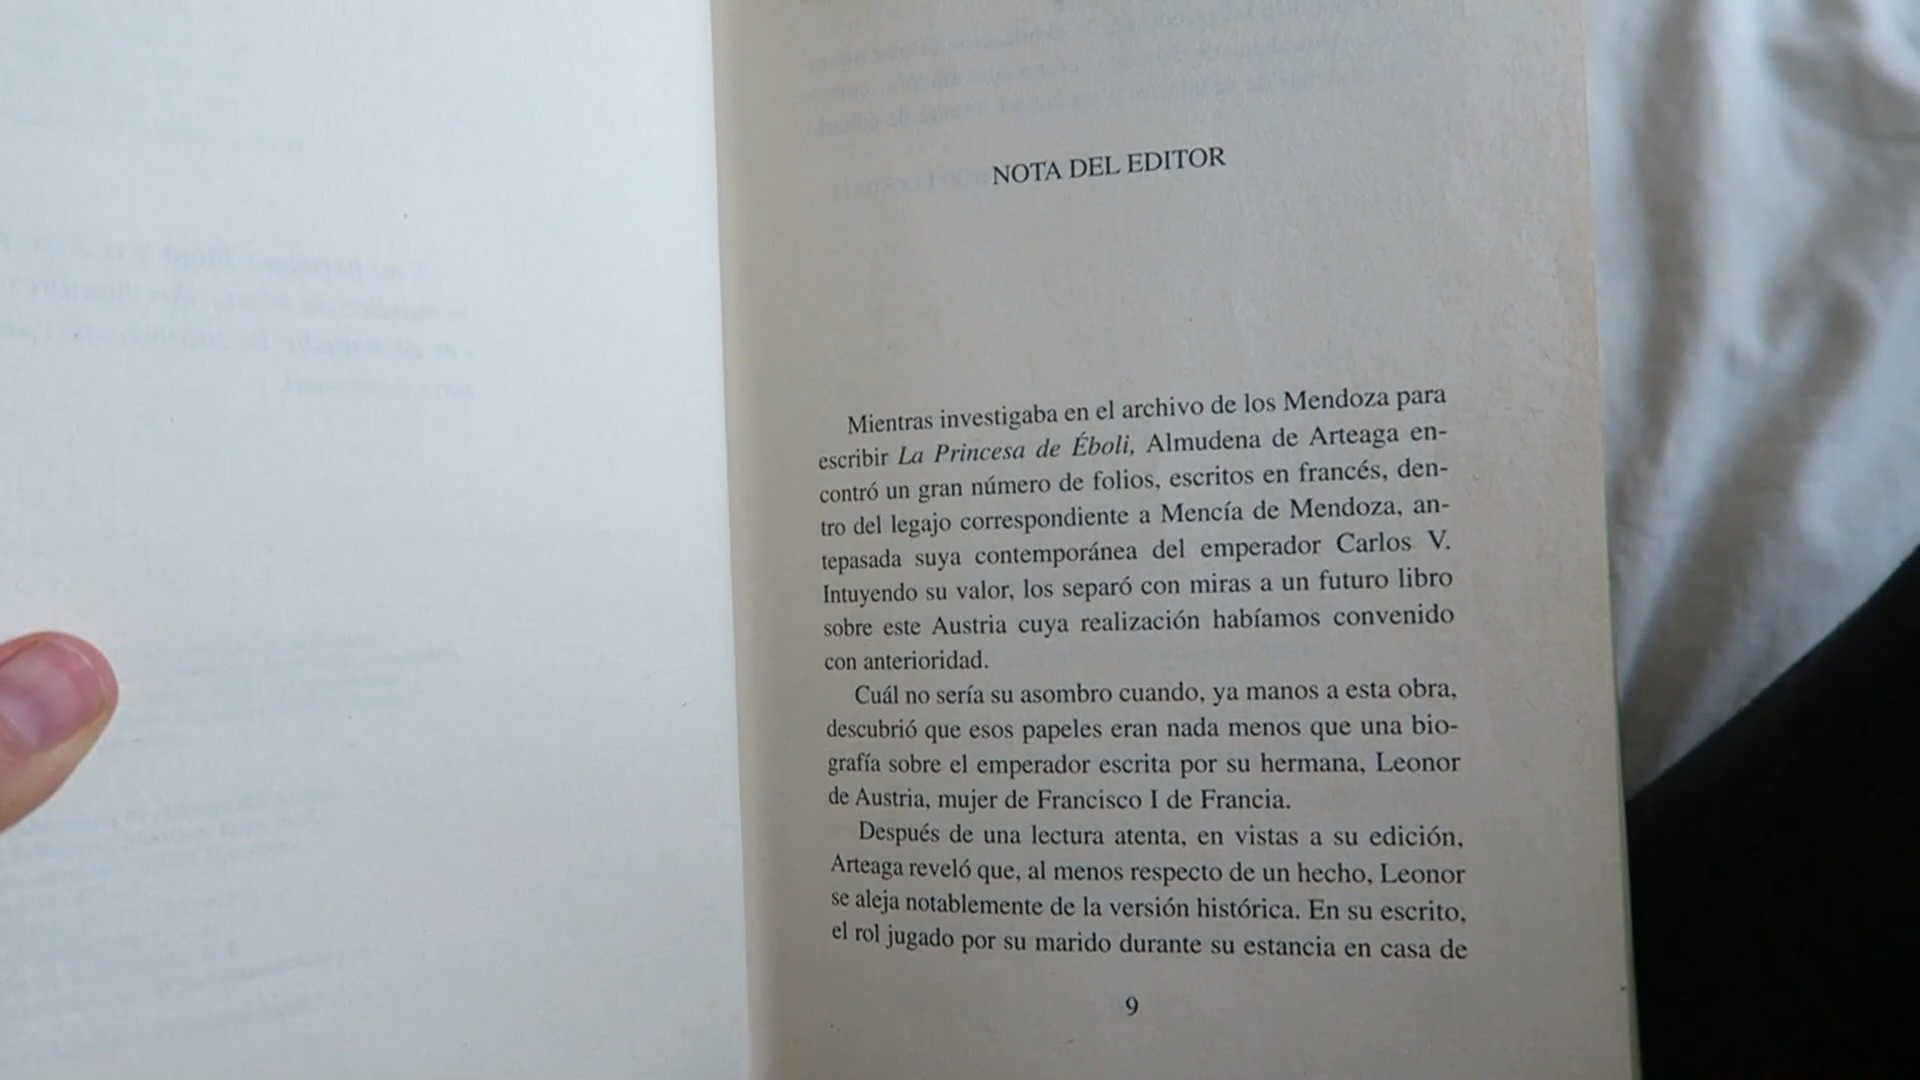 NOTA DEL EDITOR
Mientras investigaba en el archivo de los Mendoza para
escribir La Princesa de Éboli, Almudena de Arteaga en-
contró un gran número de folios, escritos en francés, den-
tro del legajo correspondiente a Mencía de Mendoza, an-
tepasada suya contemporánea del emperador Carlos V.
Intuyendo su valor, los separó con miras a un futuro libro
sobre este Austria cuya realización habíamos convenido
con anterioridad.
Cuál no sería su asombro cuando, ya manos a esta obra,
descubrió que esos papeles eran nada menos que una bio-
grafía sobre el emperador escrita por su hermana, Leonor
de Austria, mujer de Francisco I de Francia.
Después de una lectura atenta, en vistas a su edición,
Arteaga reveló que, al menos respecto de un hecho, Leonor
se aleja notablemente de la versión histórica. En su escrito,
el rol jugado por su marido durante su estancia en casa de
9